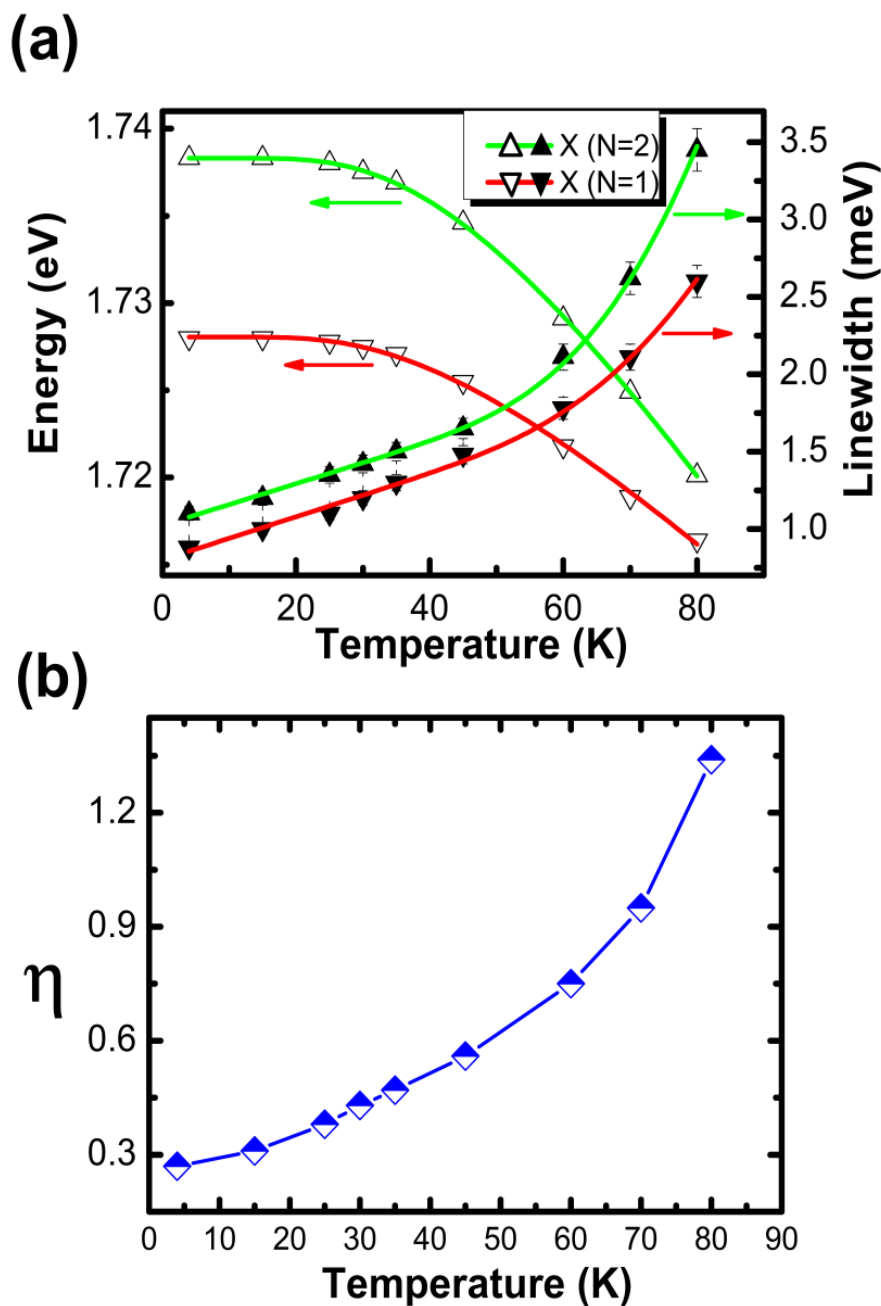 (a)
1.74
1.73
1.72
Energy (eV)
X (N=2)
X (N=1)
3.5
3.0
2.5
2.0
1.5
1.0
Linewidth (meV)
0 20 40 60 80
Temperature (K)
(b)
1.2
0.9
0.6
0.3
η
0 10 20 30 40 50 60 70 80 90
Temperature (K)